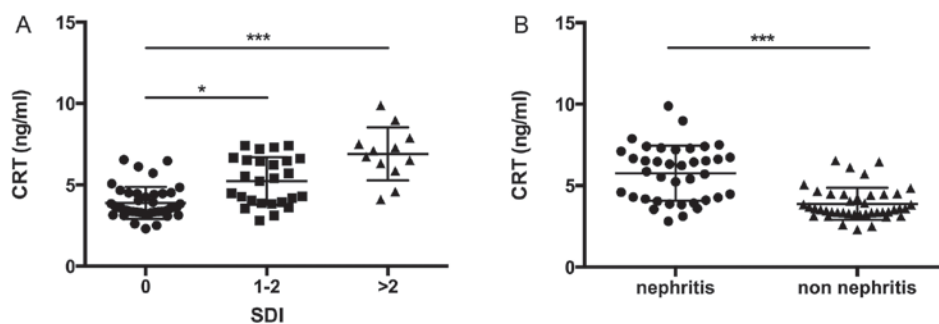 A
CRT (ng/ml)
15
10
5
0
***
*
0
1-2
>2
SDI
B
CRT (ng/ml)
15
10
5
0
***
nephritis
non nephritis